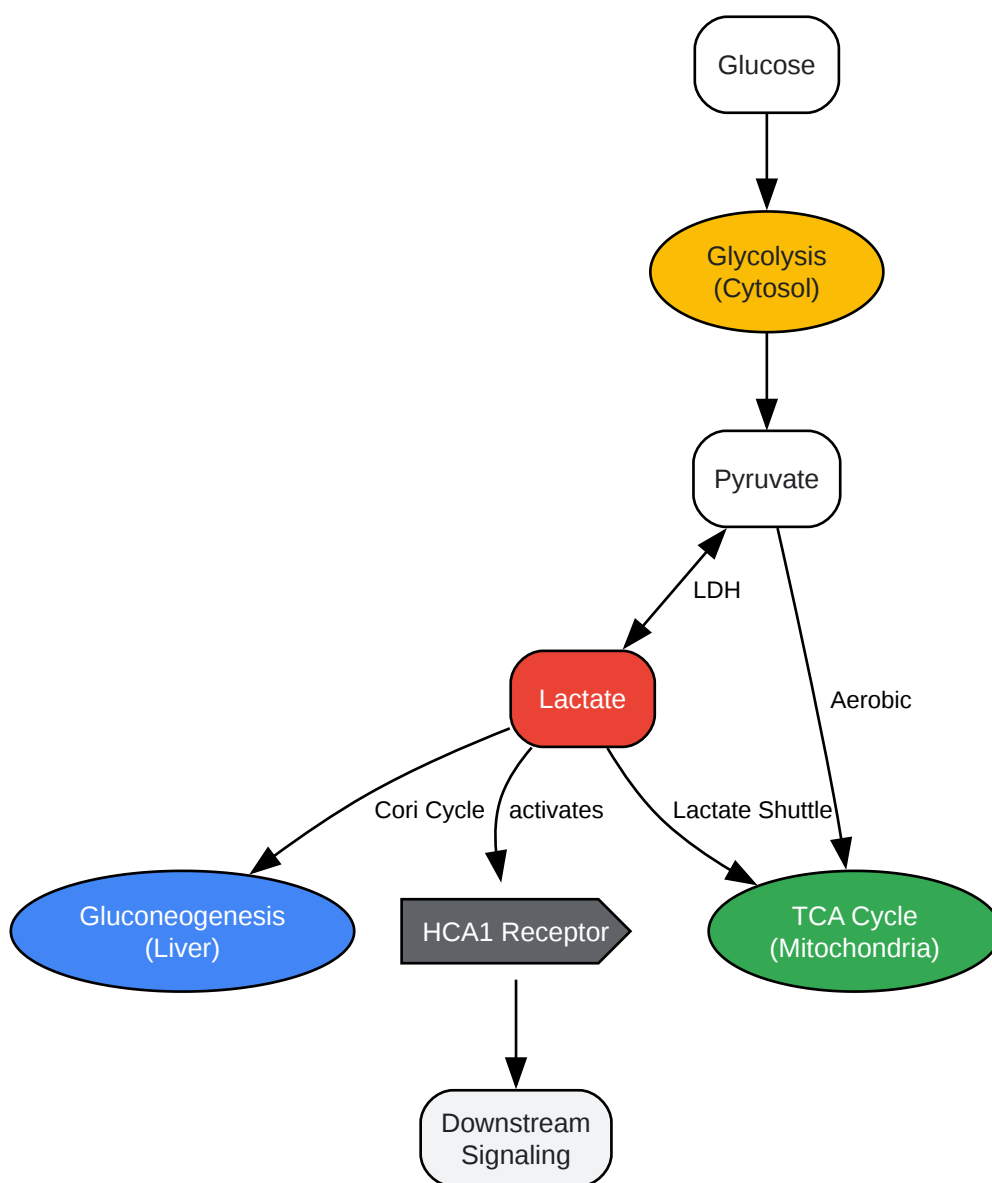 Glucose
Glycolysis
(Cytosol)
Pyruvate
LDH
Lactate
Aerobic
Cori Cycle
activates
Lactate Shuttle
Gluconeogenesis
(Liver)
HCA1 Receptor
TCA Cycle
(Mitochondria)
Downstream
Signaling